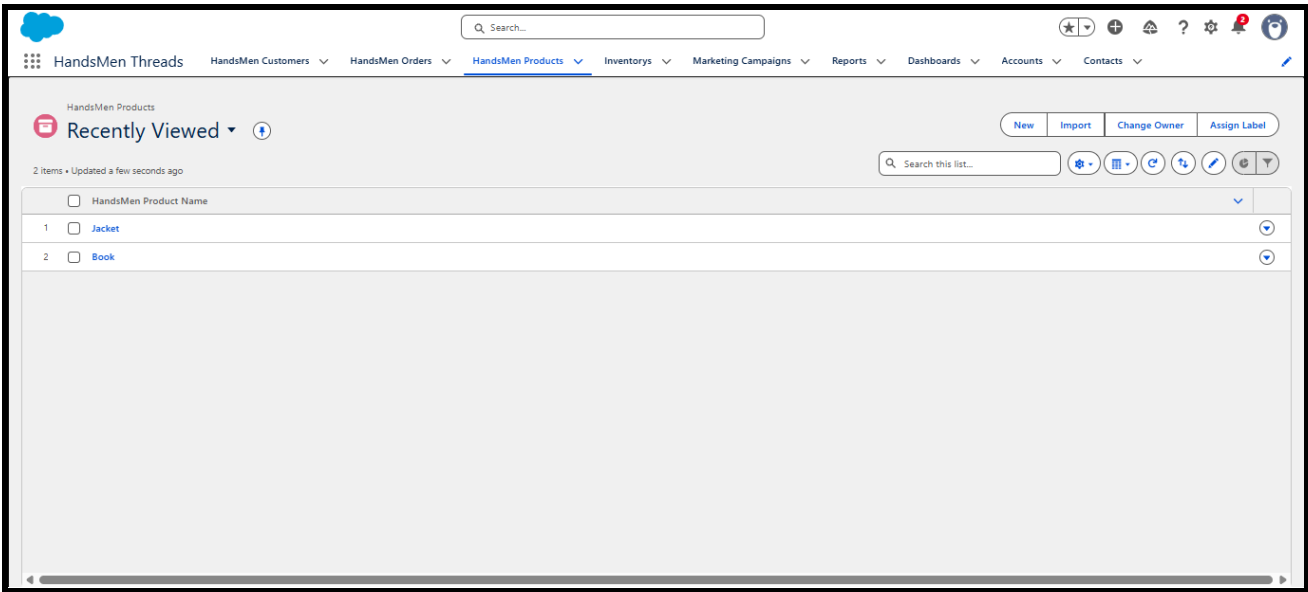 Search...
2
HandsMen Threads HandsMen Customers HandsMen Orders HandsMen Products Inventorys Marketing Campaigns Reports Dashboards Accounts Contacts
HandsMen Products
Recently Viewed
New Import Change Owner Assign Label
2 items • Updated a few seconds ago
Search this list...
HandsMen Product Name
1 Jacket
2 Book